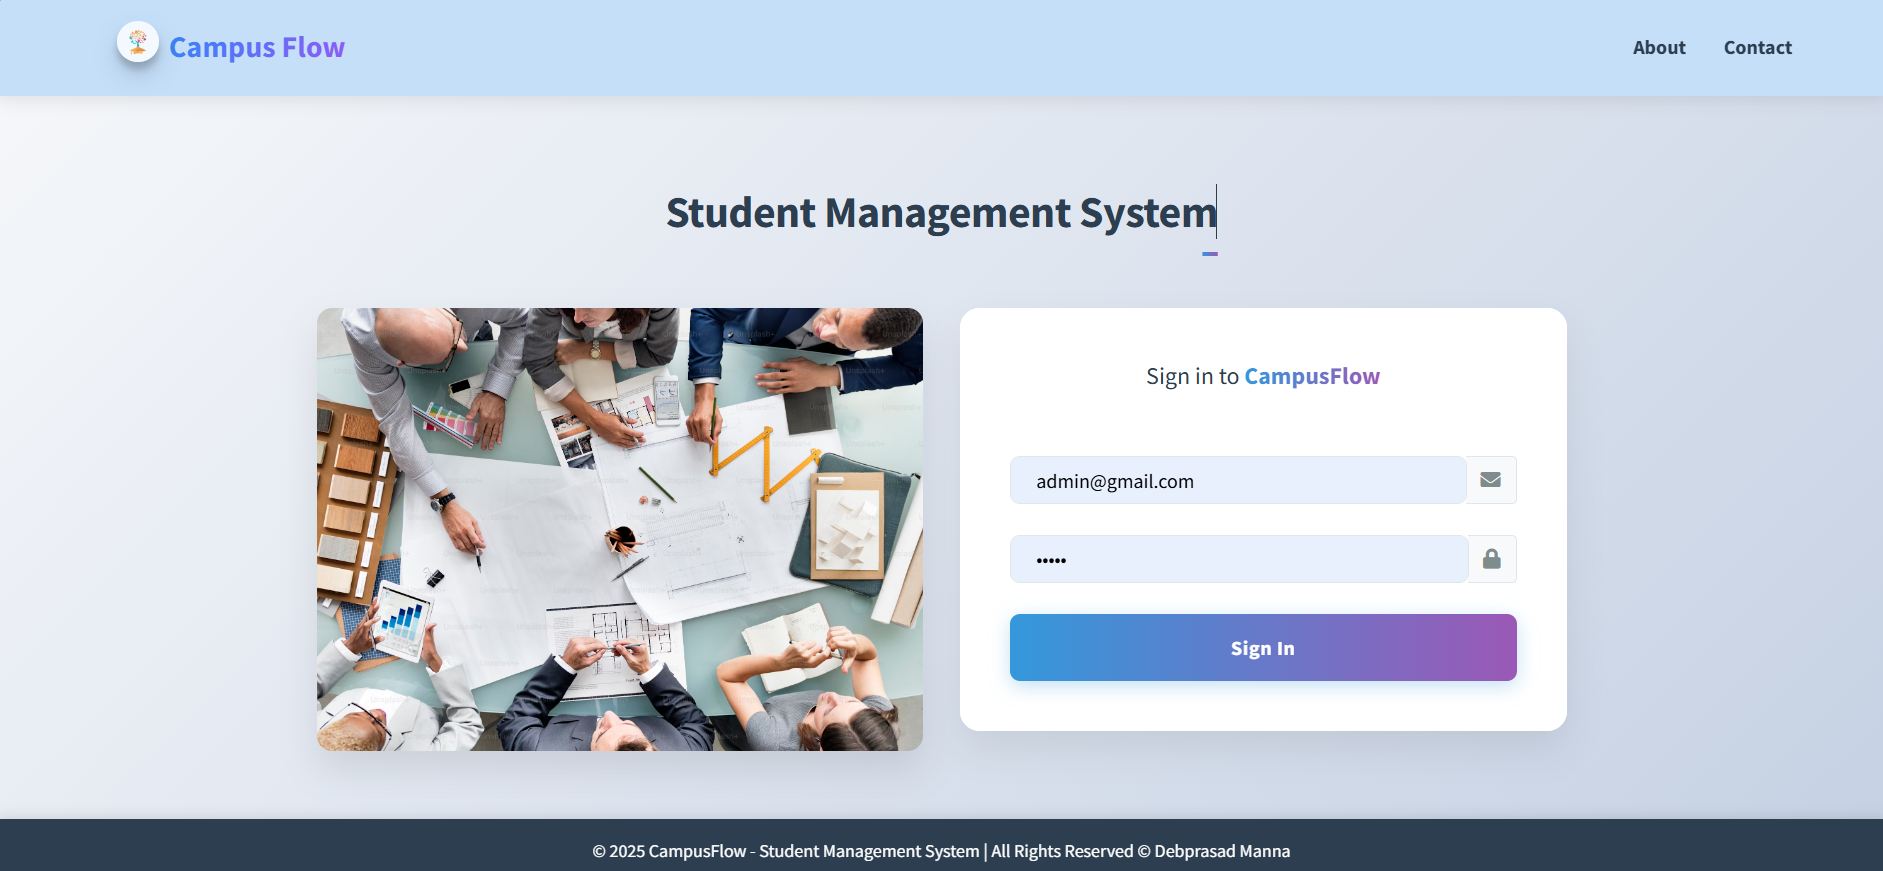 Campus Flow
About
Contact
Student Management System
Sign in to CampusFlow
admin@gmail.com
•••••
Sign In
© 2025 CampusFlow - Student Management System | All Rights Reserved © Debprasad Manna